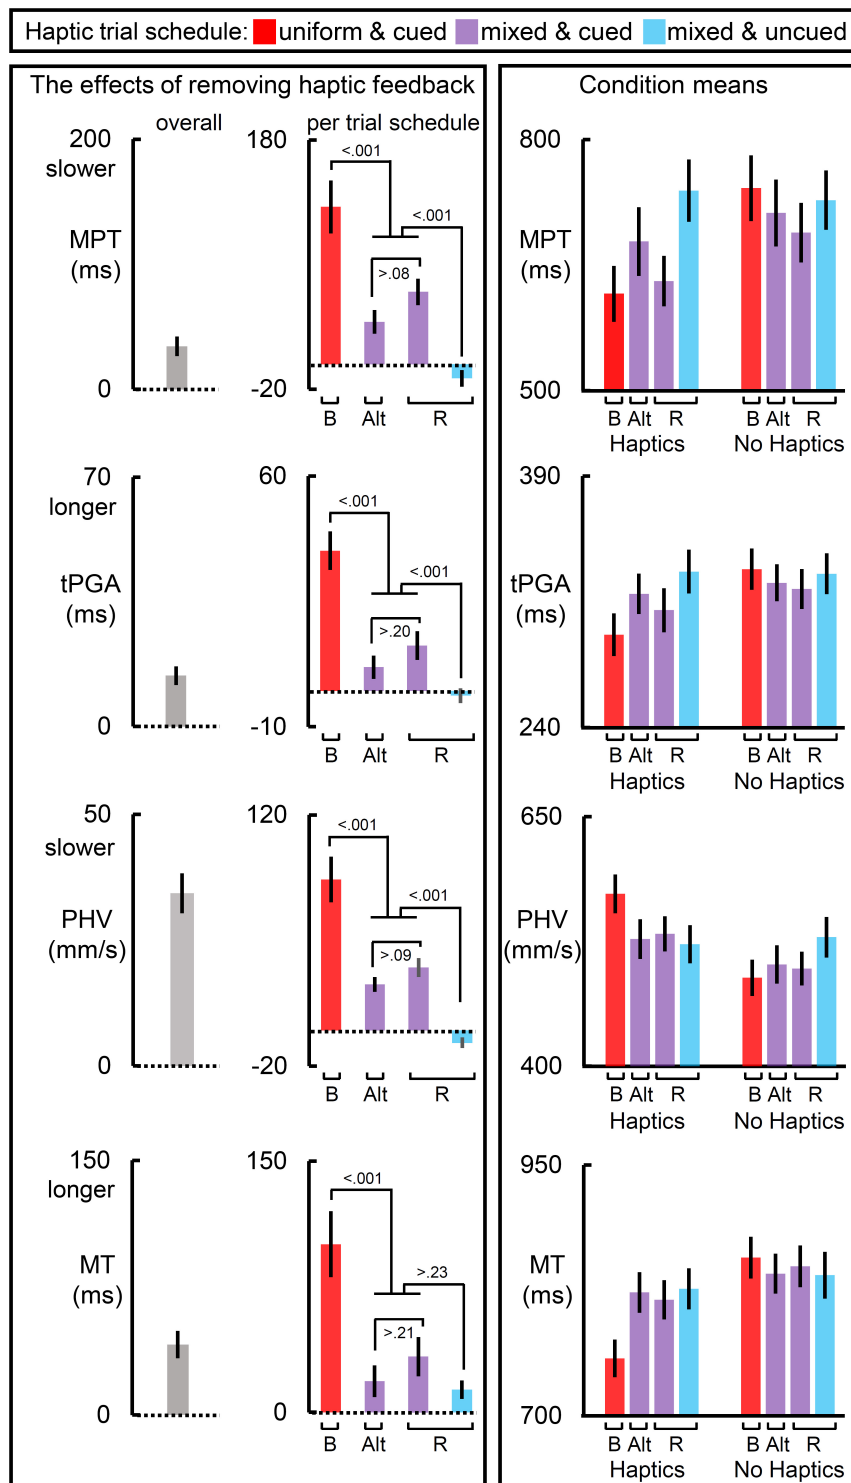 Haptic trial schedule: uniform & cued mixed & cued mixed & uncued
The effects of removing haptic feedback
overall
per trial schedule
200
slower
MPT
(ms)
0
180
<.001
<.001
>.08
-20
B Alt R
70
longer
tPGA
(ms)
0
60
<.001
<.001
>.20
-10
B Alt R
50
slower
PHV
(mm/s)
0
120
<.001
<.001
>.09
-20
B Alt R
150
longer
MT
(ms)
0
150
<.001
>.23
>.21
0
B Alt R
Condition means
800
MPT
(ms)
500
B Alt R B Alt R
Haptics No Haptics
390
tPGA
(ms)
240
B Alt R B Alt R
Haptics No Haptics
650
PHV
(mm/s)
400
B Alt R B Alt R
Haptics No Haptics
950
MT
(ms)
700
B Alt R B Alt R
Haptics No Haptics